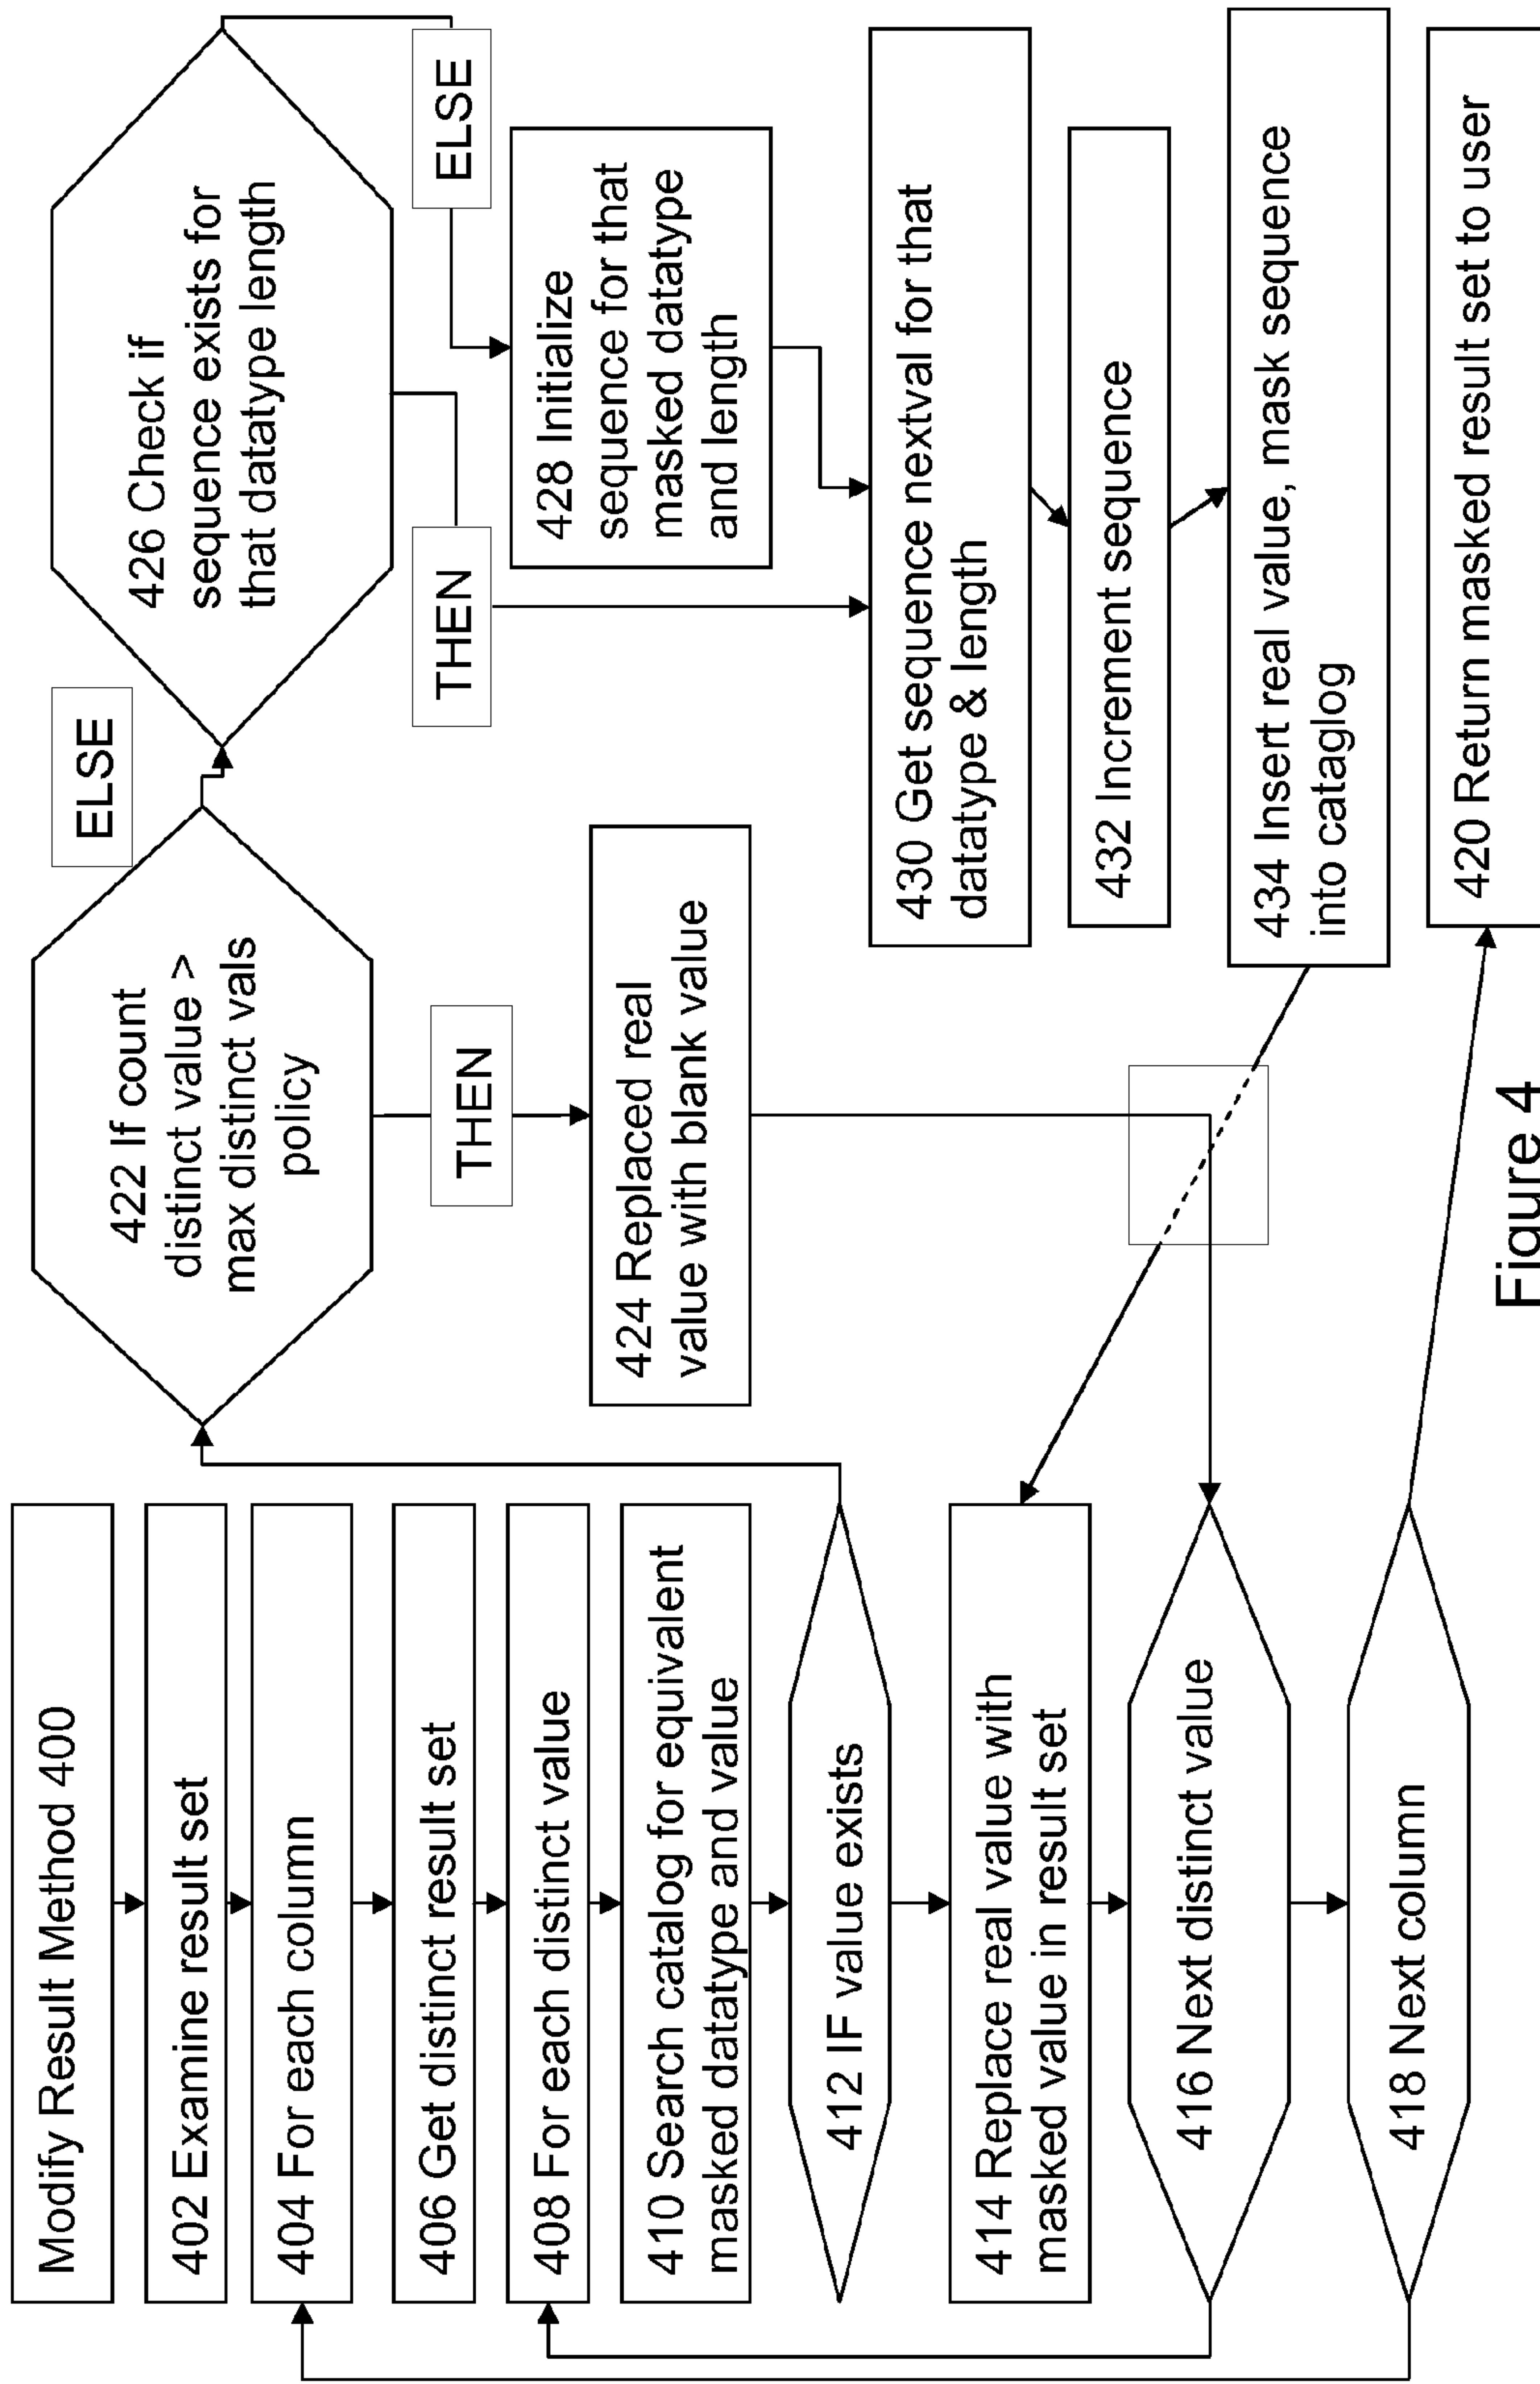 Modify Result Method 400
402 Examine result set
404 For each column
406 Get distinct result set
408 For each distinct value
410 Search catalog for equivalent
masked datatype and value
412 IF value exists
414 Replace real value with
masked value in result set
416 Next distinct value
418 Next column
422 If count
distinct value >
max distinct vals
policy
THEN
424 Replaced real
value with blank value
ELSE
426 Check if
sequence exists for
that datatype length
THEN
ELSE
428 Initialize
sequence for that
masked datatype
and length
430 Get sequence nextval for that
datatype & length
432 Increment sequence
434 Insert real value, mask sequence
into cataglog
420 Return masked result set to user
Figure 4